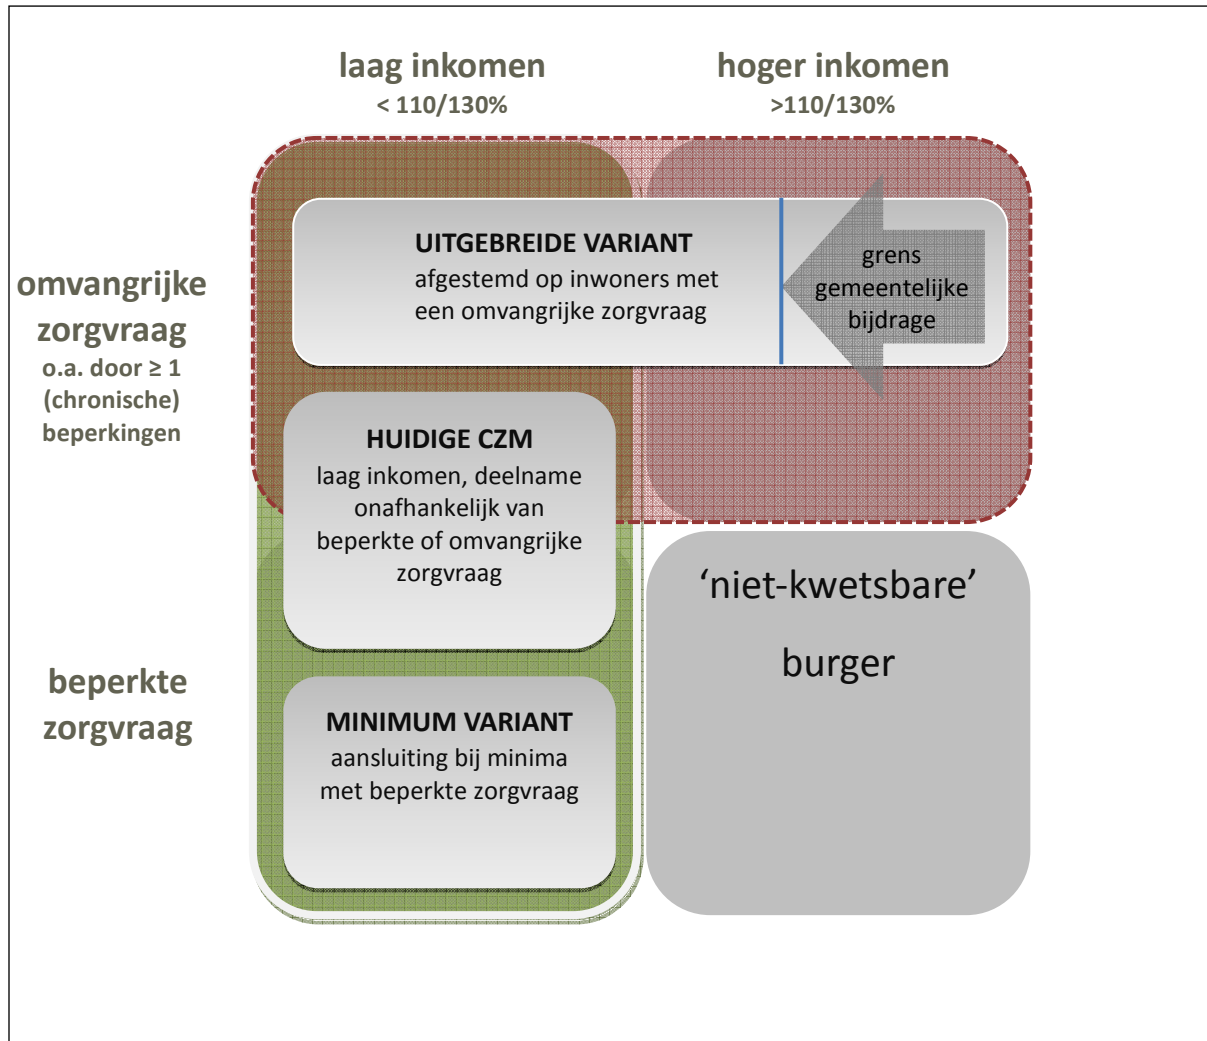 laag inkomen
< 110/130%
hoger inkomen
>110/130%
omvangrijke
zorgvraag
o.a. door ≥ 1
(chronische)
beperkingen
UITGEBREIDE VARIANT
afgestemd op inwoners met
een omvangrijke zorgvraag
grens
gemeentelijke
bijdrage
HUIDIGE CZM
laag inkomen, deelname
onafhankelijk van
beperkte of omvangrijke
zorgvraag
'niet-kwetsbare'
burger
beperkte
zorgvraag
MINIMUM VARIANT
aansluiting bij minima
met beperkte zorgvraag